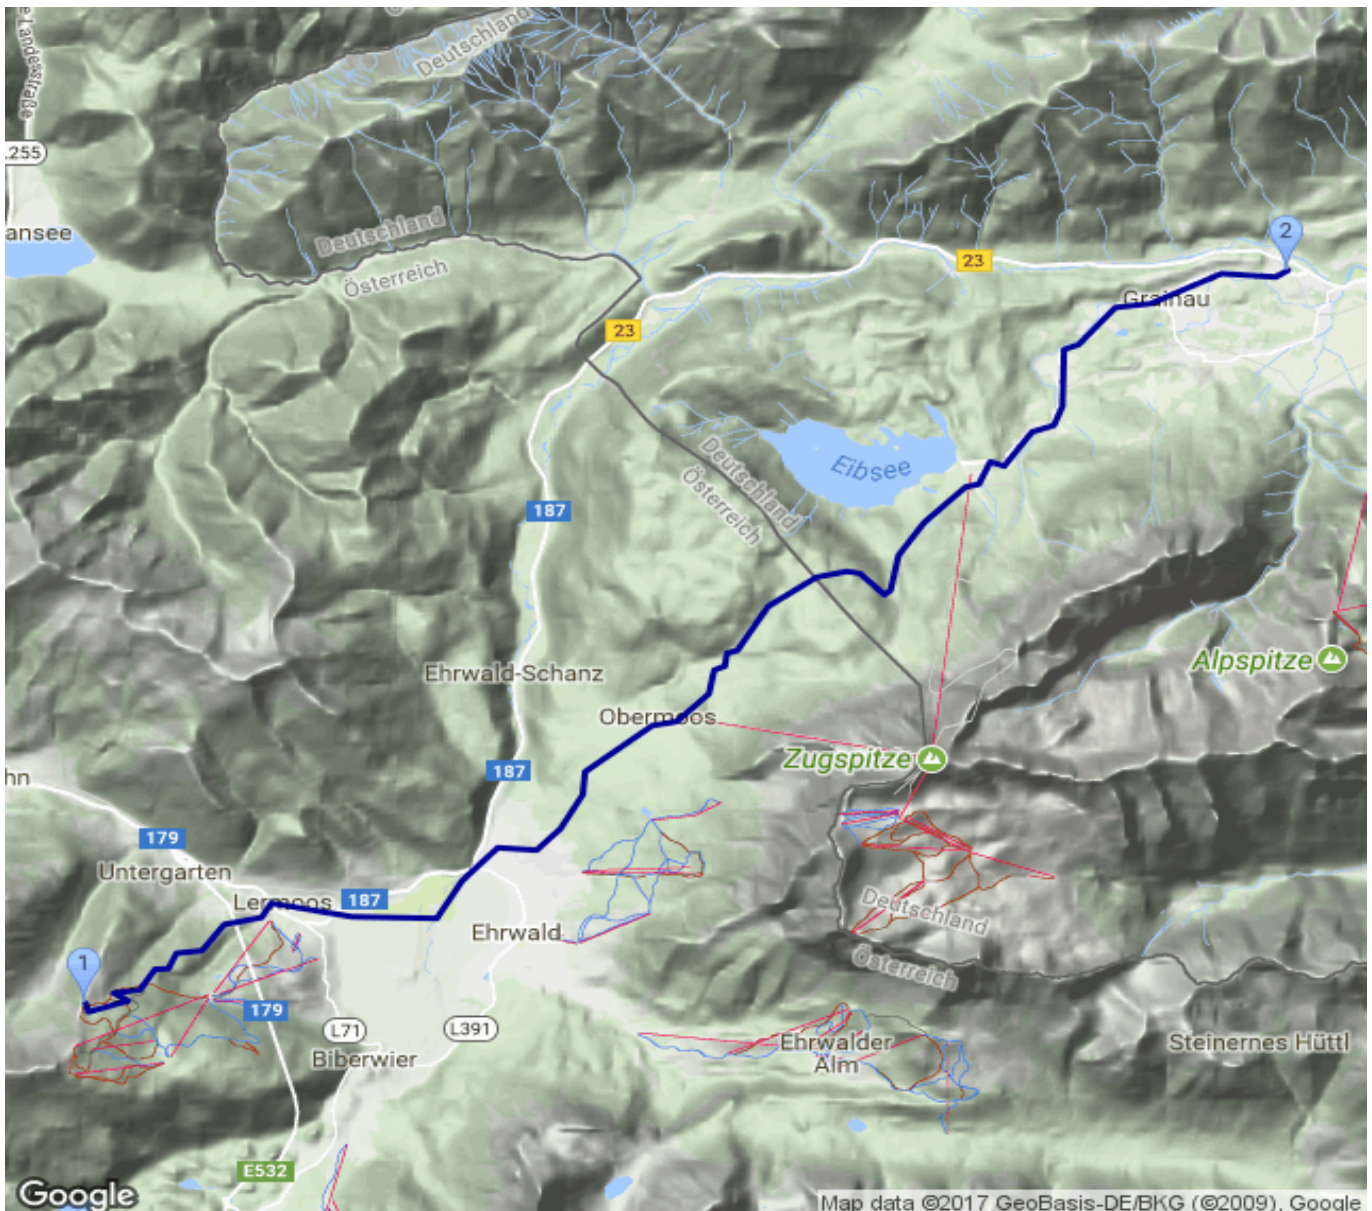 e Landesstraße
Deutschland
L255
ansee
Deutschland
Österreich
2
23
Grainau
23
Deutschland
Österreich
Eibsee
187
Ehrwald-Schanz
Alpspitze
Obermoos
Zugspitze
187
hn
179
Untergarten
Lermoos
187
Ehrwald
Deutschland
Österreich
1
179
L71
L391
Biberwier
Ehrwalder
Alm
Steinernes Hüttl
E532
Google
Map data ©2017 GeoBasis-DE/BKG (©2009), Google